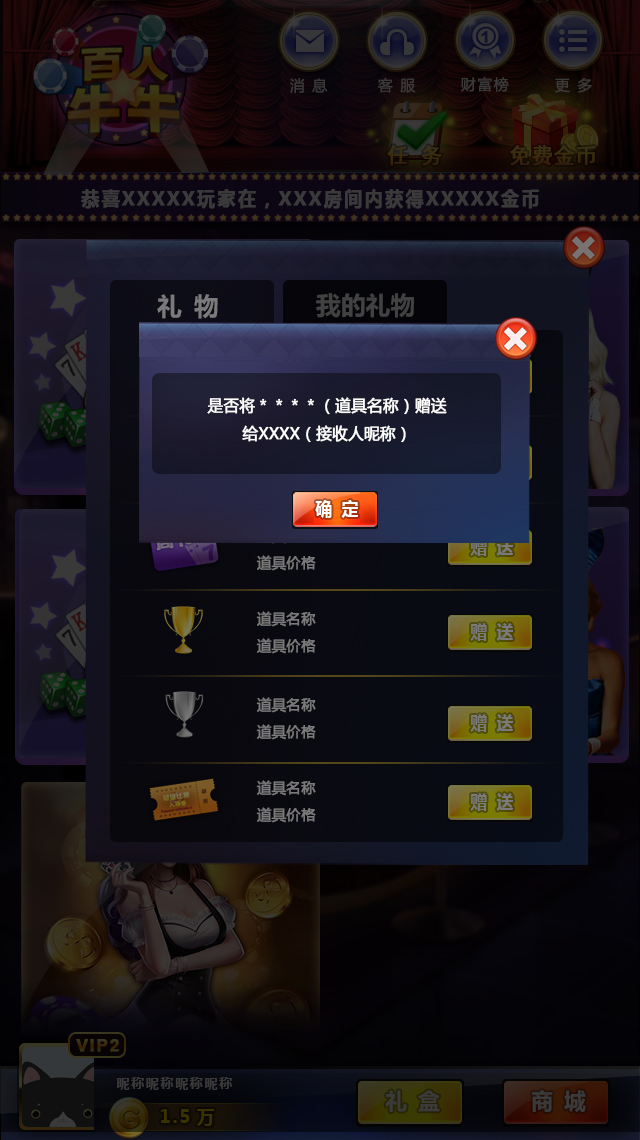 百人
牛牛
消 息
客 服
财富榜
更 多
任务
免费金币
恭喜XXXXX玩家在，XXX房间内获得XXXXX金币
礼 物
我的礼物
是否将＊＊＊＊（道具名称）赠送
给XXXX（接收人昵称）
确 定
道具价格
赠 送
道具名称
道具价格
赠 送
道具名称
道具价格
赠 送
道具名称
道具价格
赠 送
VIP2
昵称昵称昵称昵称
1.5 万
礼 盒
商 城